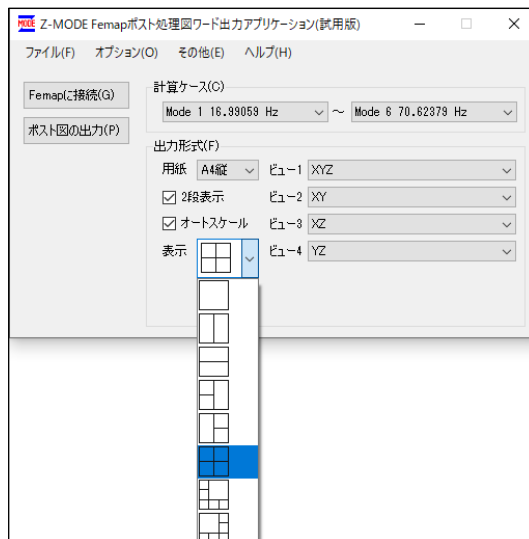 MODE Z-MODE Femapポスト処理図ワード出力アプリケーション(試用版)
ファイル(F) オプション(O) その他(E) ヘルプ(H)
Femapに接続(G)
ポスト図の出力(P)
計算ケース(C)
Mode 1 16.99059 Hz ～ Mode 6 70.62379 Hz
出力形式(F)
用紙 A4縦 ビュー1 XYZ
2段表示 ビュー2 XY
オートスケール ビュー3 XZ
表示 ビュー4 YZ